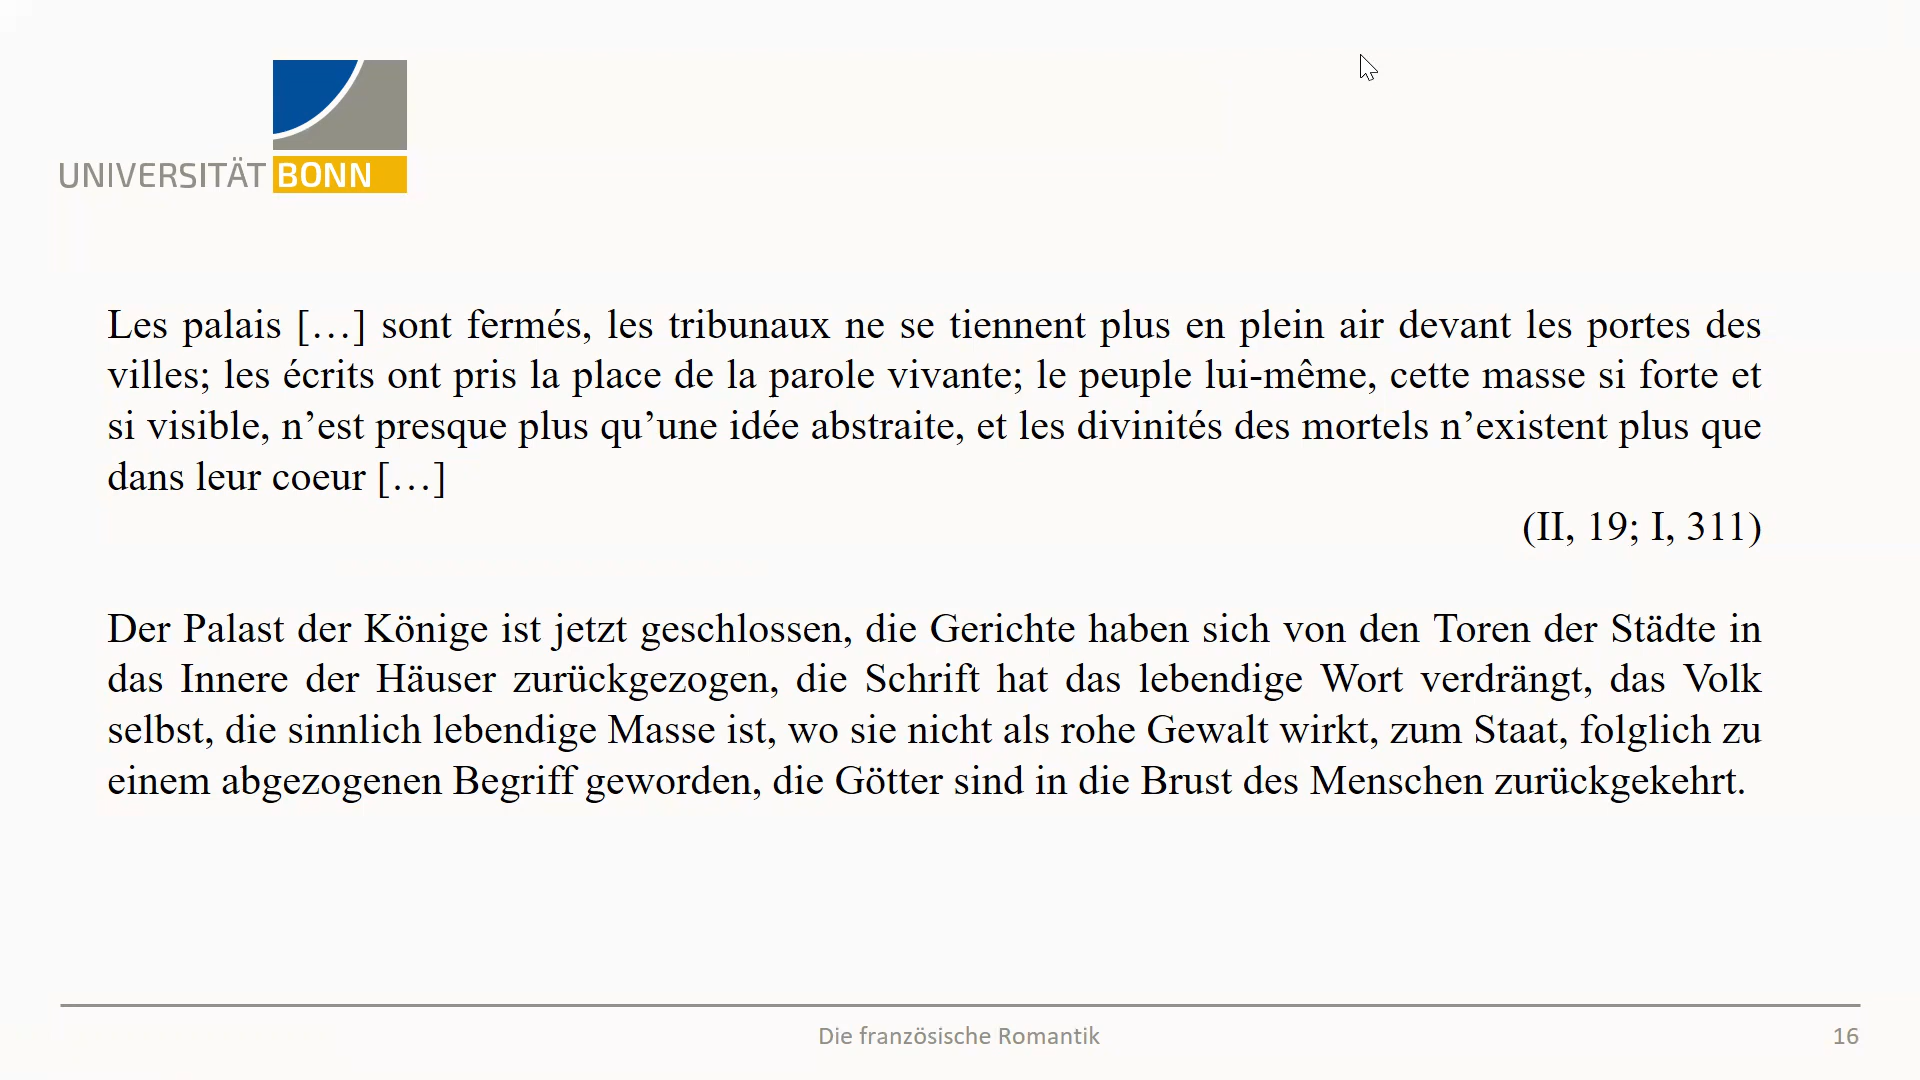 UNIVERSITÄT BONN
Les palais […] sont fermés, les tribunaux ne se tiennent plus en plein air devant les portes des
villes; les écrits ont pris la place de la parole vivante; le peuple lui-même, cette masse si forte et
si visible, n’est presque plus qu’une idée abstraite, et les divinités des mortels n’existent plus que
dans leur coeur […]
(II, 19; I, 311)
Der Palast der Könige ist jetzt geschlossen, die Gerichte haben sich von den Toren der Städte in
das Innere der Häuser zurückgezogen, die Schrift hat das lebendige Wort verdrängt, das Volk
selbst, die sinnlich lebendige Masse ist, wo sie nicht als rohe Gewalt wirkt, zum Staat, folglich zu
einem abgezogenen Begriff geworden, die Götter sind in die Brust des Menschen zurückgekehrt.
Die französische Romantik
16